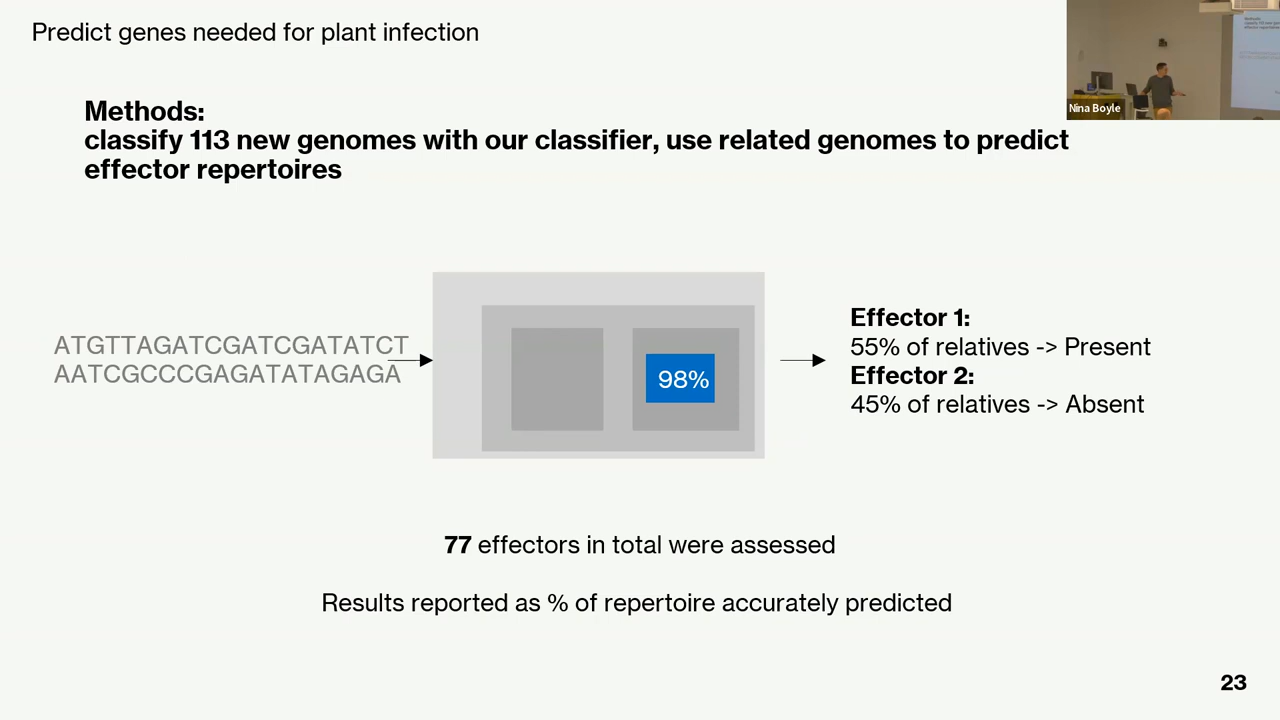 Predict genes needed for plant infection
Nina Boyle
Methods:
classify 113 new genomes with our classifier, use related genomes to predict
effector repertoires
ATGTTAGATCGATCGATATCT
AATCGCCCGAGATATAGAGA
98%
Effector 1:
55% of relatives -> Present
Effector 2:
45% of relatives -> Absent
77 effectors in total were assessed
Results reported as % of repertoire accurately predicted
23